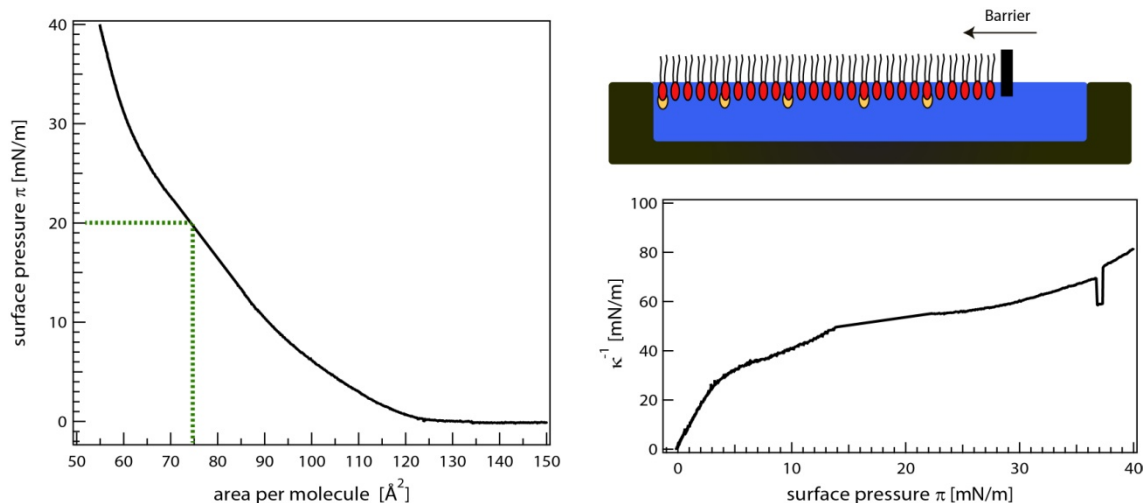 40
30
20
10
0
surface pressure π [mN/m]
50 60 70 80 90 100 110 120 130 140 150
area per molecule [Å²]
Barrier
100
80
60
40
20
0
κ⁻¹ [mN/m]
0 10 20 30 40
surface pressure π [mN/m]